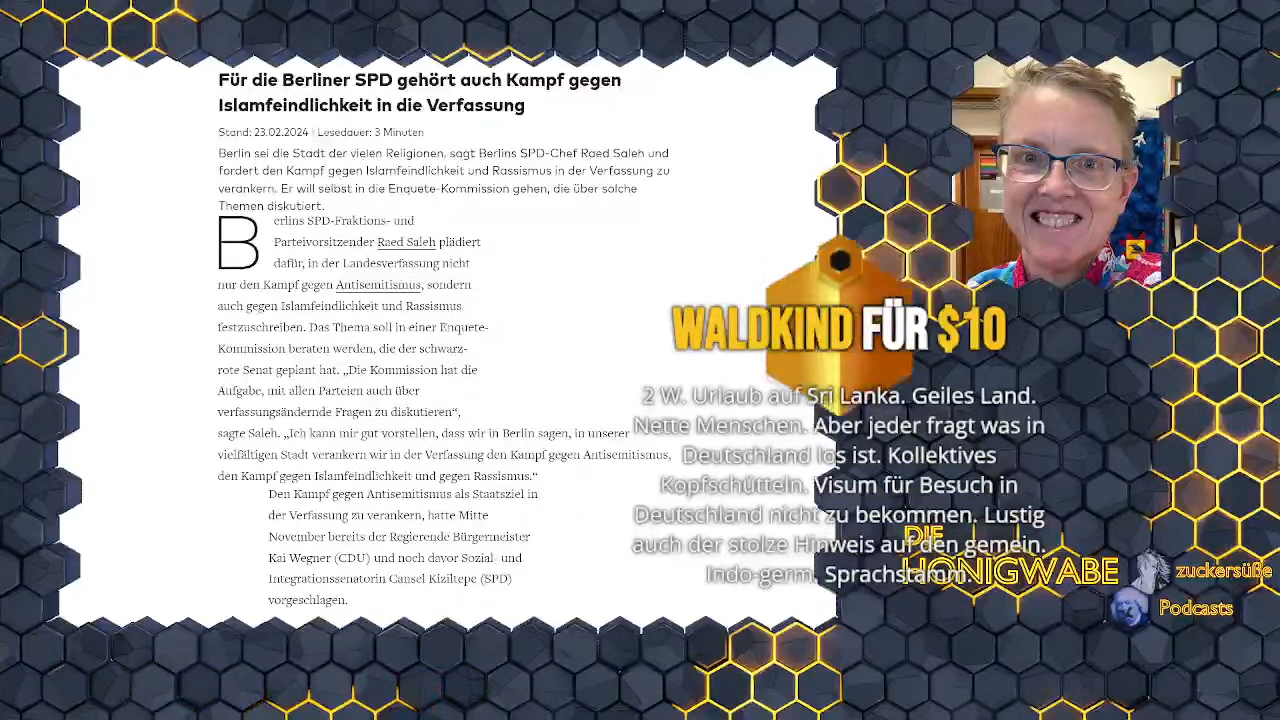 Für die Berliner SPD gehört auch Kampf gegen
Islamfeindlichkeit in die Verfassung
Stand: 23.02.2024 | Lesedauer: 3 Minuten
Berlin sei die Stadt der vielen Religionen, sagt Berlins SPD-Chef Raed Saleh und
fordert den Kampf gegen Islamfeindlichkeit und Rassismus in der Verfassung zu
verankern. Er will selbst in die Enquete-Kommission gehen, die über solche
Themen diskutiert.
Berlins SPD-Fraktions- und
Parteivorsitzender Raed Saleh plädiert
dafür, in der Landesverfassung nicht
nur den Kampf gegen Antisemitismus, sondern
auch gegen Islamfeindlichkeit und Rassismus
festzuschreiben. Das Thema soll in einer Enquete-
Kommission beraten werden, die der schwarz-
rote Senat geplant hat. „Die Kommission hat die
Aufgabe, mit allen Parteien auch über
verfassungsändernde Fragen zu diskutieren“,
sagte Saleh. „Ich kann mir gut vorstellen, dass wir in Berlin sagen, in unserer
vielfältigen Stadt verankern wir in der Verfassung den Kampf gegen Antisemitismus,
den Kampf gegen Islamfeindlichkeit und gegen Rassismus.“
Den Kampf gegen Antisemitismus als Staatsziel in
der Verfassung zu verankern, hatte Mitte
November bereits der Regierende Bürgermeister
Kai Wegner (CDU) und noch davor Sozial- und
Integrationssenatorin Cansel Kiziltepe (SPD)
vorgeschlagen.
WALDKIND FÜR $10
2 W. Urlaub auf Sri Lanka. Geiles Land.
Nette Menschen. Aber jeder fragt was in
Deutschland los ist. Kollektives
Kopfschütteln. Visum für Besuch in
Deutschland nicht zu bekommen. Lustig
auch der stolze Hinweis auf den gemein.
Indo-germ. Sprachstamm.
DIE
HONIGWABE
zuckersüße
Podcasts